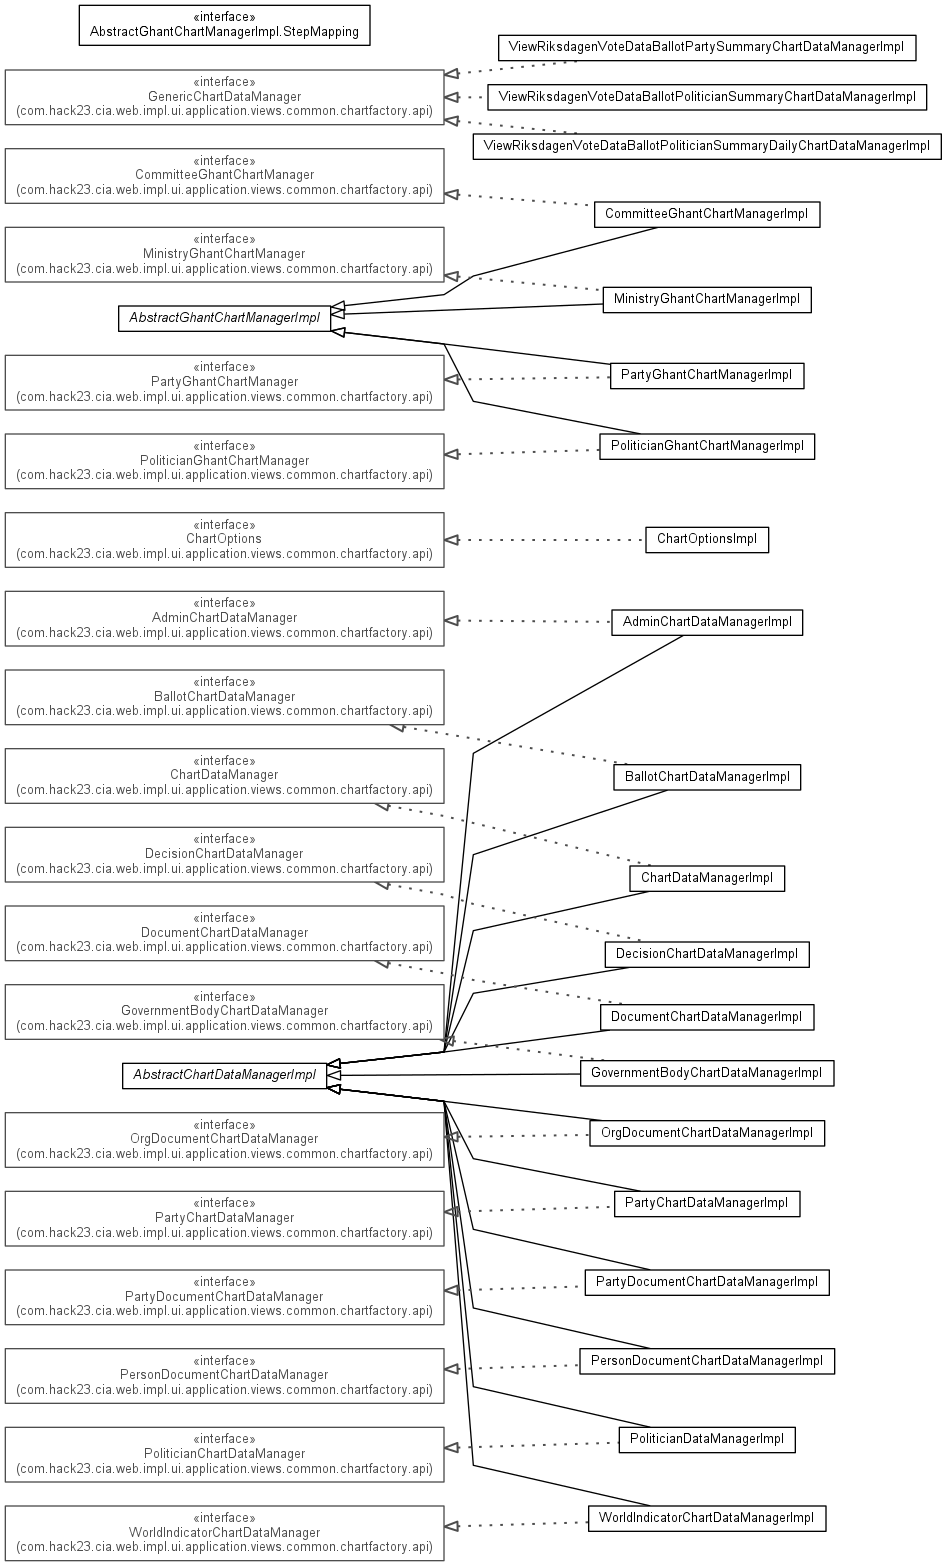 «interface»
AbstractGhantChartManagerImpl.StepMapping
ViewRiksdagenVoteDataBallotPartySummaryChartDataManagerImpl
«interface»
GenericChartDataManager
(com.hack23.cia.web.impl.ui.application.views.common.chartfactory.api)
ViewRiksdagenVoteDataBallotPoliticianSummaryChartDataManagerImpl
ViewRiksdagenVoteDataBallotPoliticianSummaryDailyChartDataManagerImpl
«interface»
CommitteeGhantChartManager
(com.hack23.cia.web.impl.ui.application.views.common.chartfactory.api)
CommitteeGhantChartManagerImpl
«interface»
MinistryGhantChartManager
(com.hack23.cia.web.impl.ui.application.views.common.chartfactory.api)
MinistryGhantChartManagerImpl
AbstractGhantChartManagerImpl
«interface»
PartyGhantChartManager
(com.hack23.cia.web.impl.ui.application.views.common.chartfactory.api)
PartyGhantChartManagerImpl
«interface»
PoliticianGhantChartManager
(com.hack23.cia.web.impl.ui.application.views.common.chartfactory.api)
PoliticianGhantChartManagerImpl
«interface»
ChartOptions
(com.hack23.cia.web.impl.ui.application.views.common.chartfactory.api)
ChartOptionsImpl
«interface»
AdminChartDataManager
(com.hack23.cia.web.impl.ui.application.views.common.chartfactory.api)
AdminChartDataManagerImpl
«interface»
BallotChartDataManager
(com.hack23.cia.web.impl.ui.application.views.common.chartfactory.api)
«interface»
ChartDataManager
(com.hack23.cia.web.impl.ui.application.views.common.chartfactory.api)
BallotChartDataManagerImpl
«interface»
DecisionChartDataManager
(com.hack23.cia.web.impl.ui.application.views.common.chartfactory.api)
ChartDataManagerImpl
«interface»
DocumentChartDataManager
(com.hack23.cia.web.impl.ui.application.views.common.chartfactory.api)
DecisionChartDataManagerImpl
«interface»
GovernmentBodyChartDataManager
(com.hack23.cia.web.impl.ui.application.views.common.chartfactory.api)
DocumentChartDataManagerImpl
AbstractChartDataManagerImpl
GovernmentBodyChartDataManagerImpl
«interface»
OrgDocumentChartDataManager
(com.hack23.cia.web.impl.ui.application.views.common.chartfactory.api)
OrgDocumentChartDataManagerImpl
«interface»
PartyChartDataManager
(com.hack23.cia.web.impl.ui.application.views.common.chartfactory.api)
PartyChartDataManagerImpl
«interface»
PartyDocumentChartDataManager
(com.hack23.cia.web.impl.ui.application.views.common.chartfactory.api)
PartyDocumentChartDataManagerImpl
«interface»
PersonDocumentChartDataManager
(com.hack23.cia.web.impl.ui.application.views.common.chartfactory.api)
PersonDocumentChartDataManagerImpl
«interface»
PoliticianChartDataManager
(com.hack23.cia.web.impl.ui.application.views.common.chartfactory.api)
PoliticianDataManagerImpl
«interface»
WorldIndicatorChartDataManager
(com.hack23.cia.web.impl.ui.application.views.common.chartfactory.api)
WorldIndicatorChartDataManagerImpl